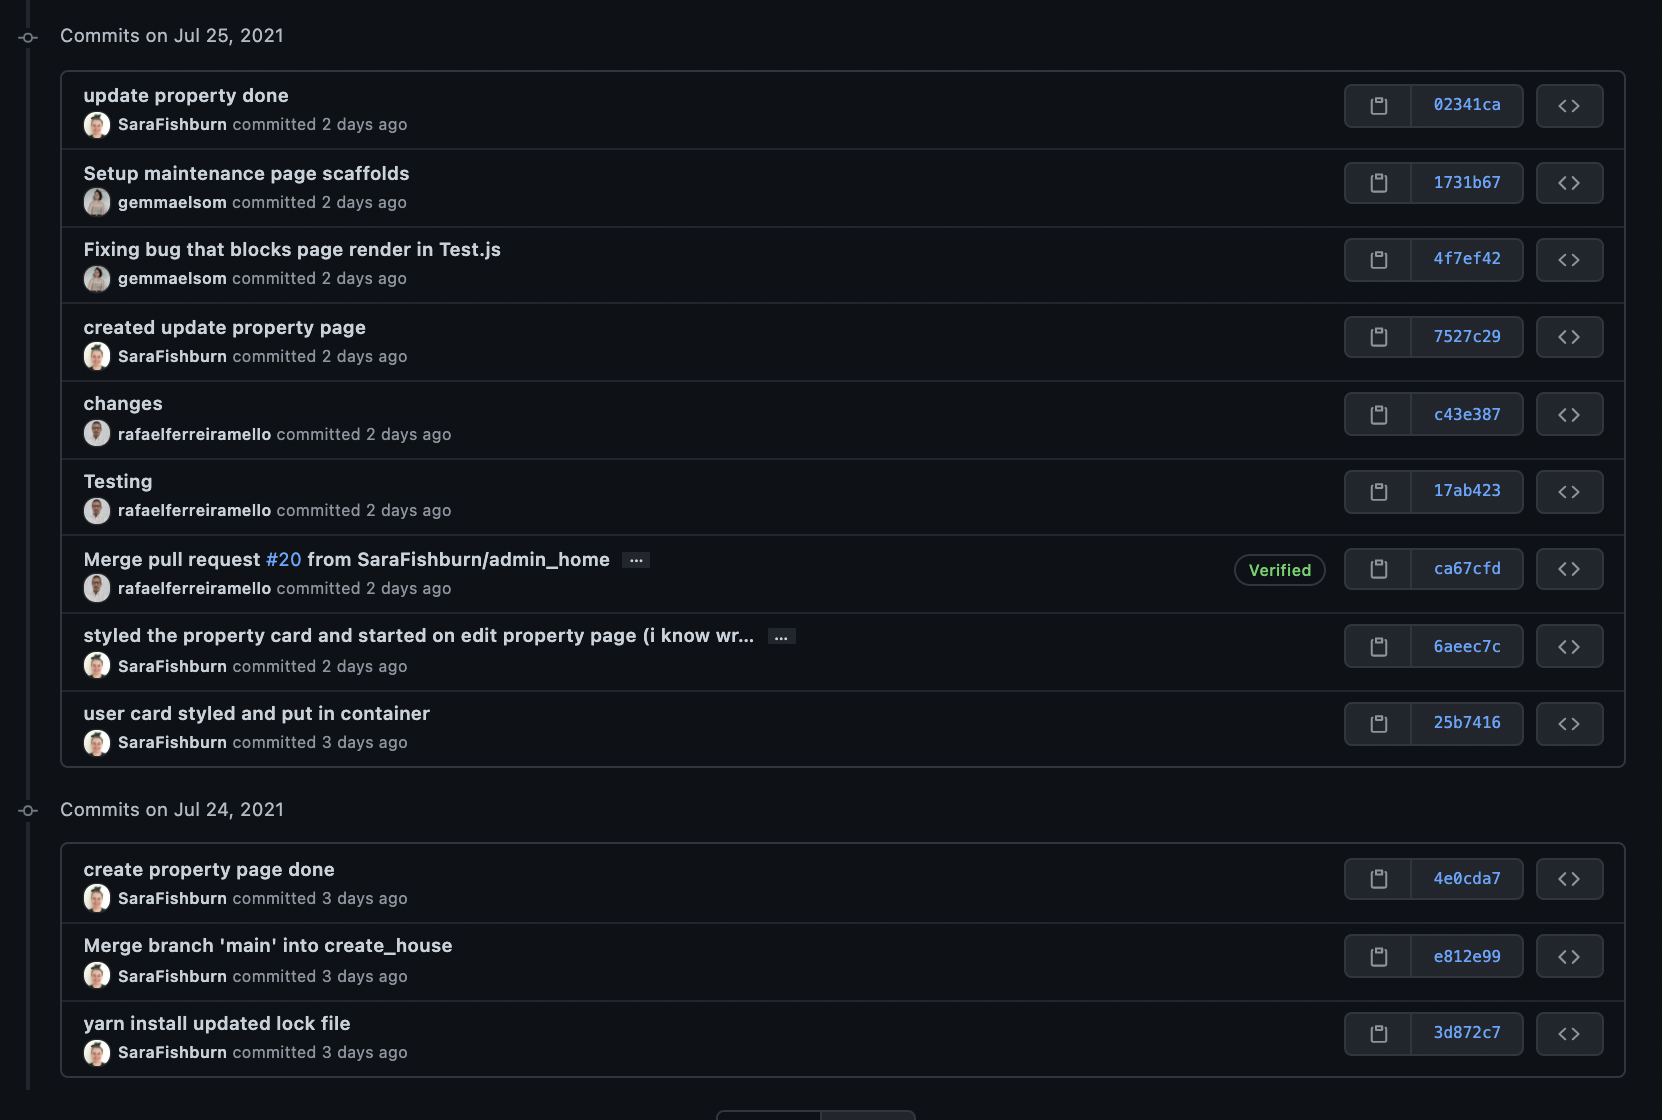 Commits on Jul 25, 2021
update property done
SaraFishburn committed 2 days ago
02341ca
Setup maintenance page scaffolds
gemmaelsom committed 2 days ago
1731b67
Fixing bug that blocks page render in Test.js
gemmaelsom committed 2 days ago
4f7ef42
created update property page
SaraFishburn committed 2 days ago
7527c29
changes
rafaelferreiramello committed 2 days ago
c43e387
Testing
rafaelferreiramello committed 2 days ago
17ab423
Merge pull request #20 from SaraFishburn/admin_home ...
rafaelferreiramello committed 2 days ago
Verified
ca67cfd
styled the property card and started on edit property page (i know wr... ...
SaraFishburn committed 2 days ago
6aeec7c
user card styled and put in container
SaraFishburn committed 3 days ago
25b7416
Commits on Jul 24, 2021
create property page done
SaraFishburn committed 3 days ago
4e0cda7
Merge branch 'main' into create_house
SaraFishburn committed 3 days ago
e812e99
yarn install updated lock file
SaraFishburn committed 3 days ago
3d872c7